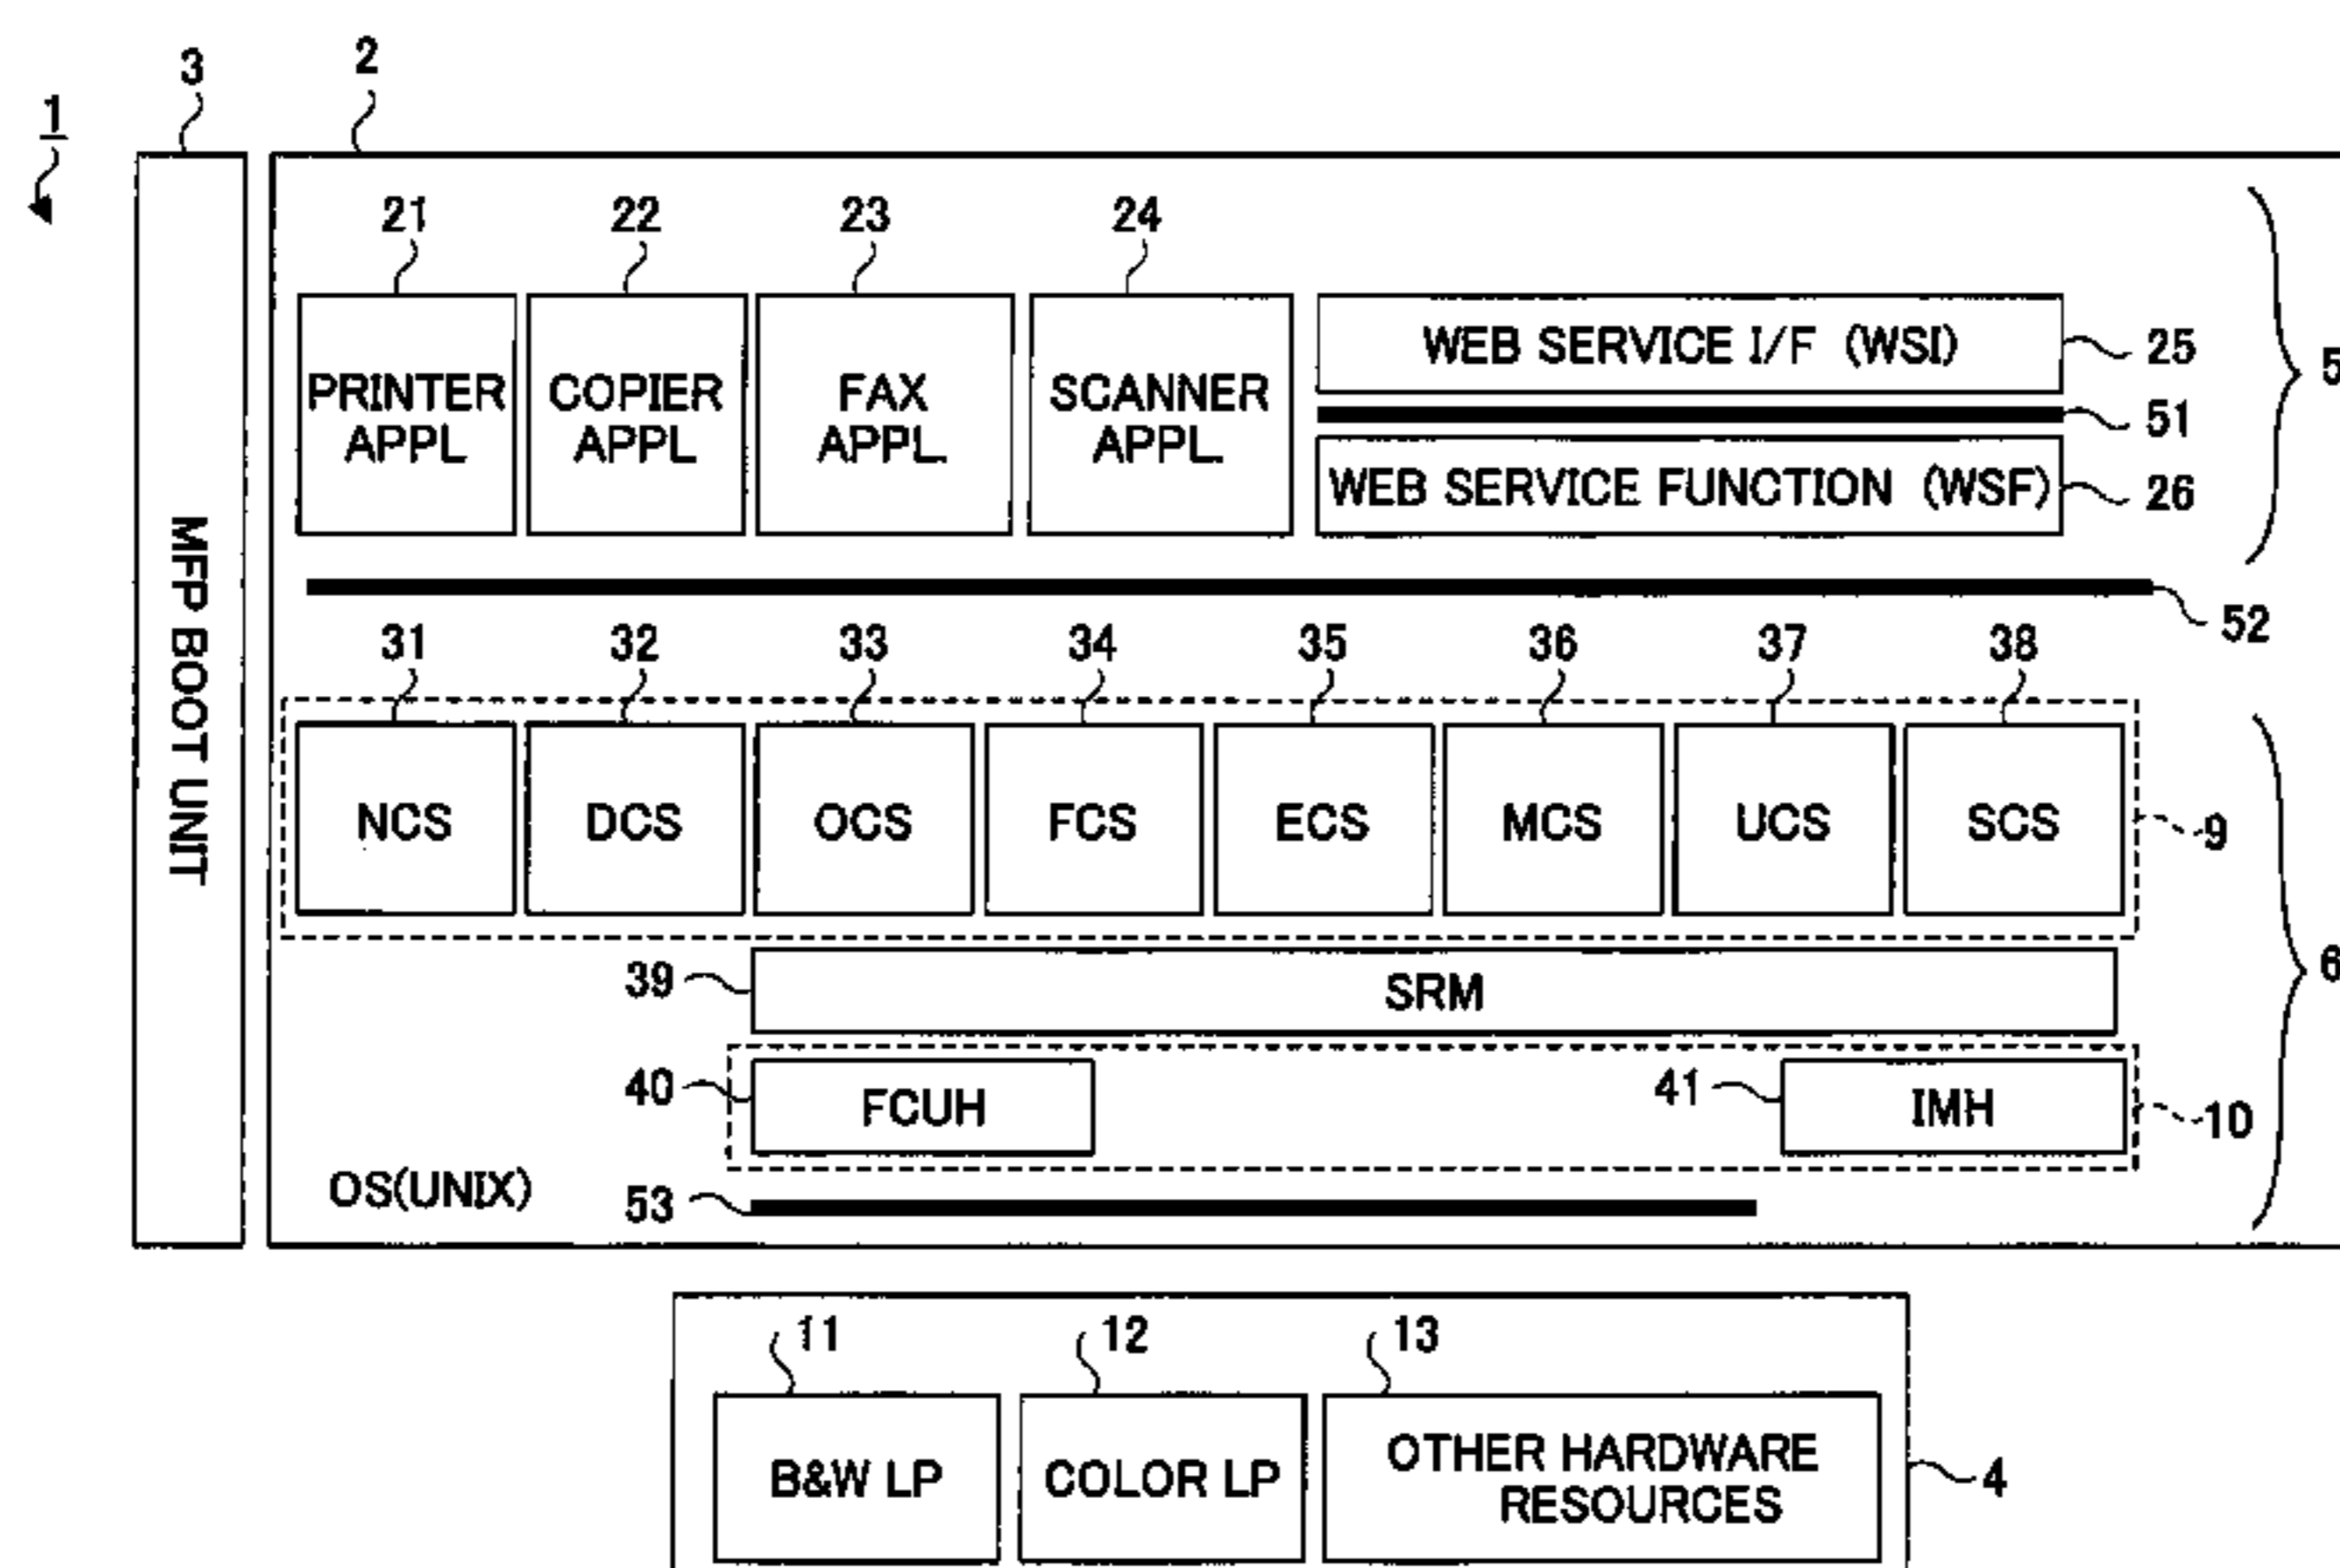 1
3
2
21
22
23
24
PRINTER
APPL
COPIER
APPL
FAX
APPL.
SCANNER
APPL.
WEB SERVICE I/F (WSI)
25
51
WEB SERVICE FUNCTION (WSF)
26
5
MFP BOOT UNIT
52
31
32
33
34
35
36
37
38
NCS
DCS
OCS
FCS
ECS
MCS
UCS
SCS
9
39
SRM
6
40
FCUH
41
IMH
10
OS(UNIX)
53
11
12
13
B&W LP
COLOR LP
OTHER HARDWARE
RESOURCES
4